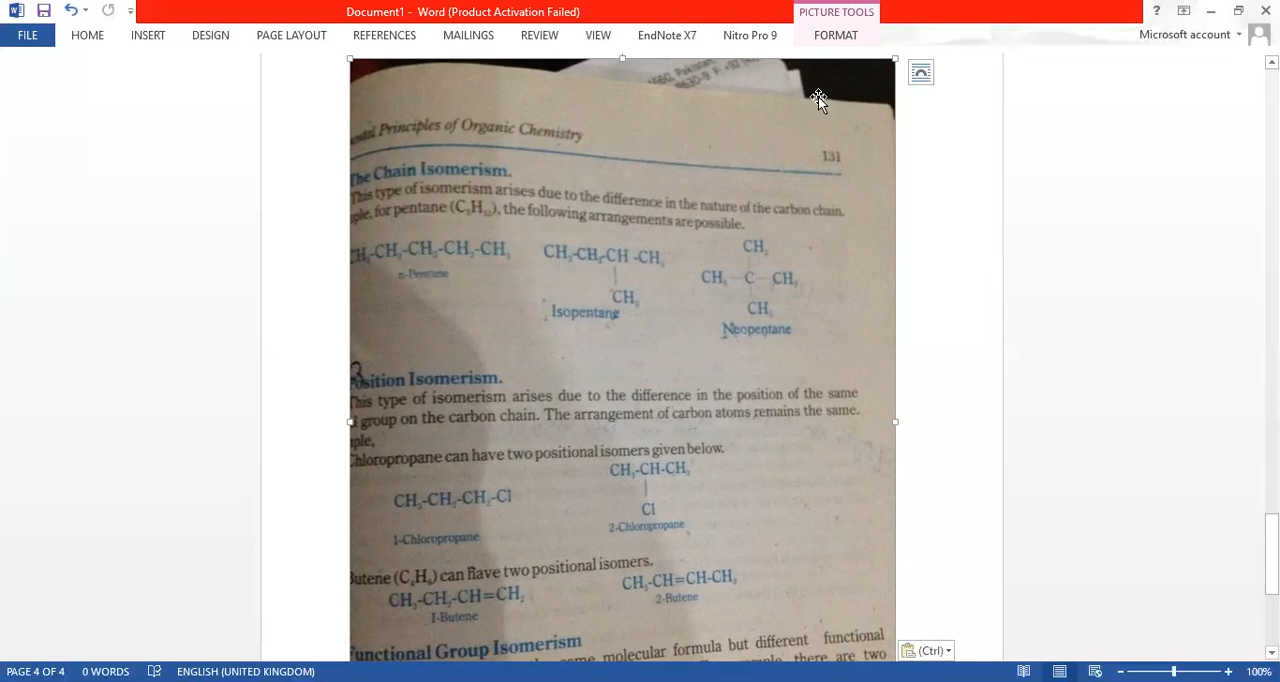 Document1 - Word (Product Activation Failed)
PICTURE TOOLS
FILE HOME INSERT DESIGN PAGE LAYOUT REFERENCES MAILINGS REVIEW VIEW EndNote X7 Nitro Pro 9 FORMAT Microsoft account
Pakistan
Principles of Organic Chemistry
131
The Chain Isomerism.
This type of isomerism arises due to the difference in the nature of the carbon chain.
ple, for pentane (C₅H₁₂), the following arrangements are possible.
CH₃-CH₂-CH₂-CH₂-CH₃
n-Pentane
CH₃-CH₂-CH -CH₃
CH₃
Isopentane
CH₃
CH₃ — C — CH₃
CH₃
Neopentane
Position Isomerism.
This type of isomerism arises due to the difference in the position of the same
group on the carbon chain. The arrangement of carbon atoms remains the same.
ple,
Chloropropane can have two positional isomers given below.
CH₃-CH₂-CH₂-Cl
1-Chloropropane
CH₃-CH-CH₃
Cl
2-Chloropropane
Butene (C₄H₈) can have two positional isomers.
CH₃-CH₂-CH=CH₂
1-Butene
CH₃-CH=CH-CH₃
2-Butene
Functional Group Isomerism
molecular formula but different functional
there are two
(Ctrl)
PAGE 4 OF 4 0 WORDS ENGLISH (UNITED KINGDOM) 100%